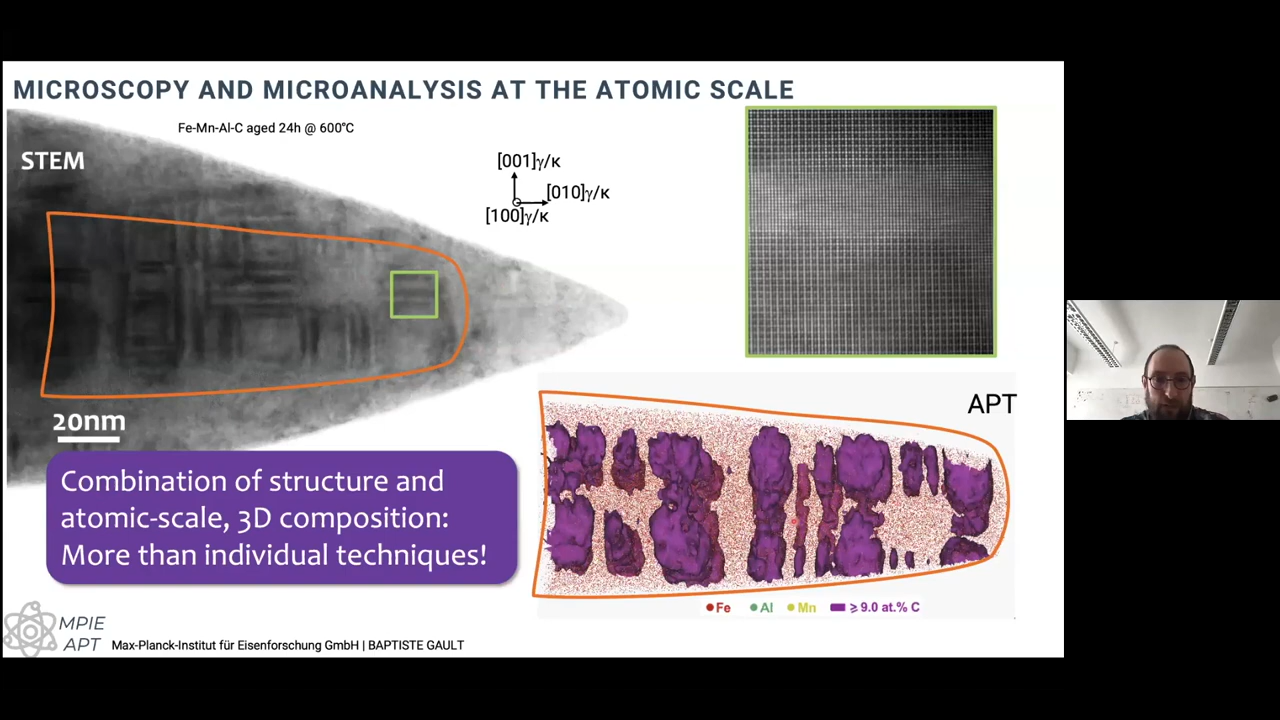 MICROSCOPY AND MICROANALYSIS AT THE ATOMIC SCALE
Fe-Mn-Al-C aged 24h @ 600°C
STEM
[001]γ/κ
[010]γ/κ
[100]γ/κ
20nm
APT
Combination of structure and
atomic-scale, 3D composition:
More than individual techniques!
Fe Al Mn ⩾ 9.0 at.% C
MPIE
APT
Max-Planck-Institut für Eisenforschung GmbH | BAPTISTE GAULT